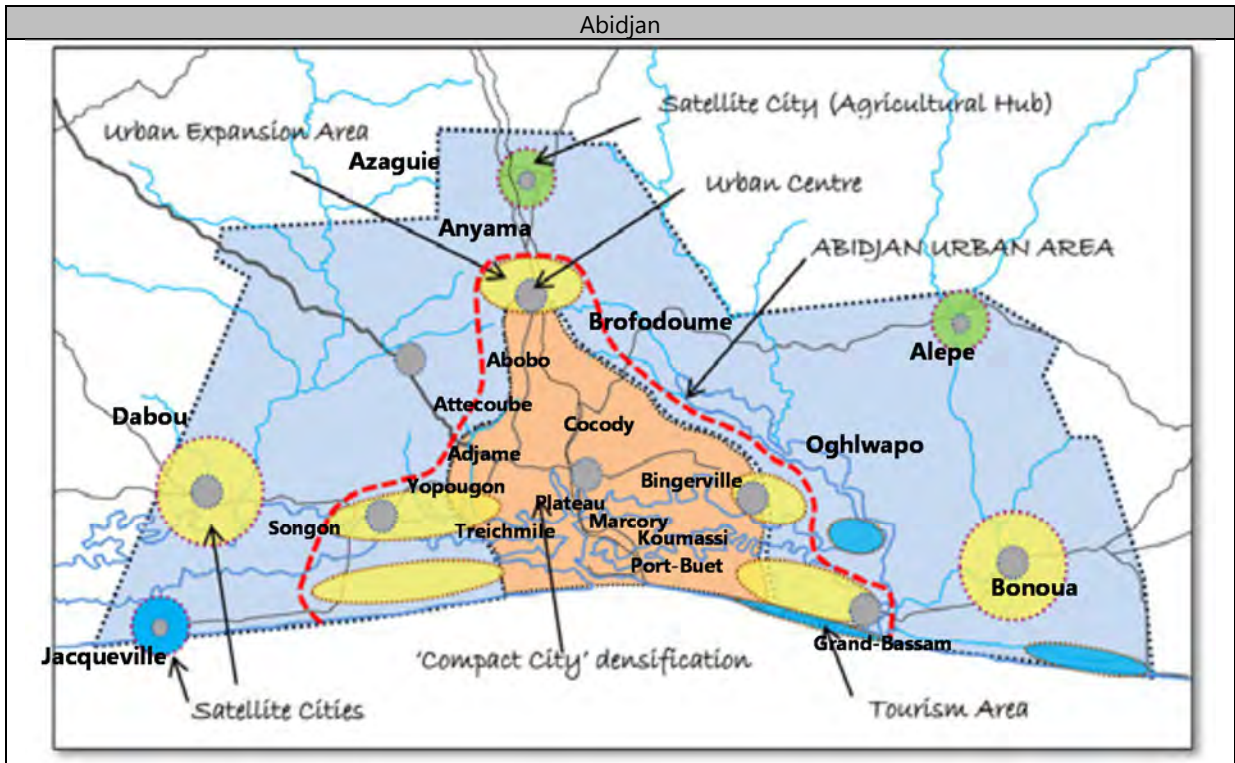 Abidjan
Satellite City (Agricultural Hub)
Urban Expansion Area
Azaguie
Urban Centre
Anyama
ABIDJAN URBAN AREA
Brofodoume
Alepe
Abobo
Attecoube
Dabou
Cocody
Oghlwapo
Adjame
Bingerville
Yopougon
Plateau
Songon
Marcory
Treichmile
Koumassi
Port-Buet
Bonoua
Grand-Bassam
Jacqueville
'Compact City' densification
Satellite Cities
Tourism Area